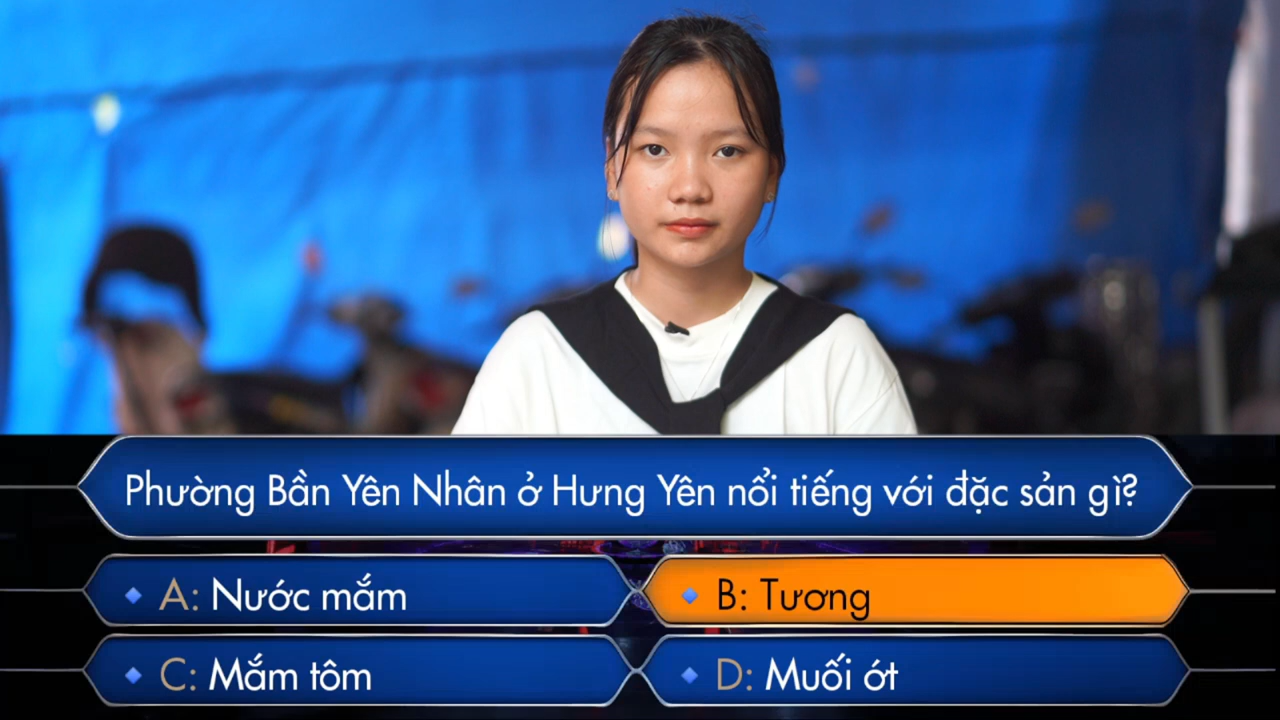 Phường Bần Yên Nhân ở Hưng Yên nổi tiếng với đặc sản gì?
A: Nước mắm
B: Tương
C: Mắm tôm
D: Muối ớt